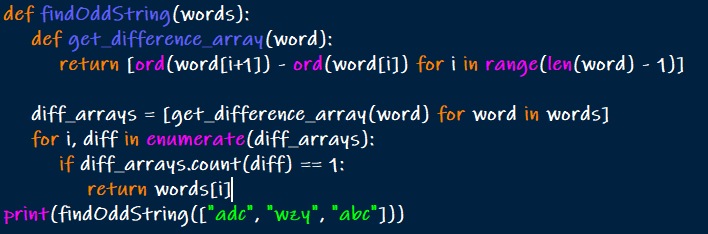 def findOddString(words):
    def get_difference_array(word):
        return [ord(word[i+1]) - ord(word[i]) for i in range(len(word) - 1)]

    diff_arrays = [get_difference_array(word) for word in words]
    for i, diff in enumerate(diff_arrays):
        if diff_arrays.count(diff) == 1:
            return words[i]
print(findOddString(["adc", "wzy", "abc"]))